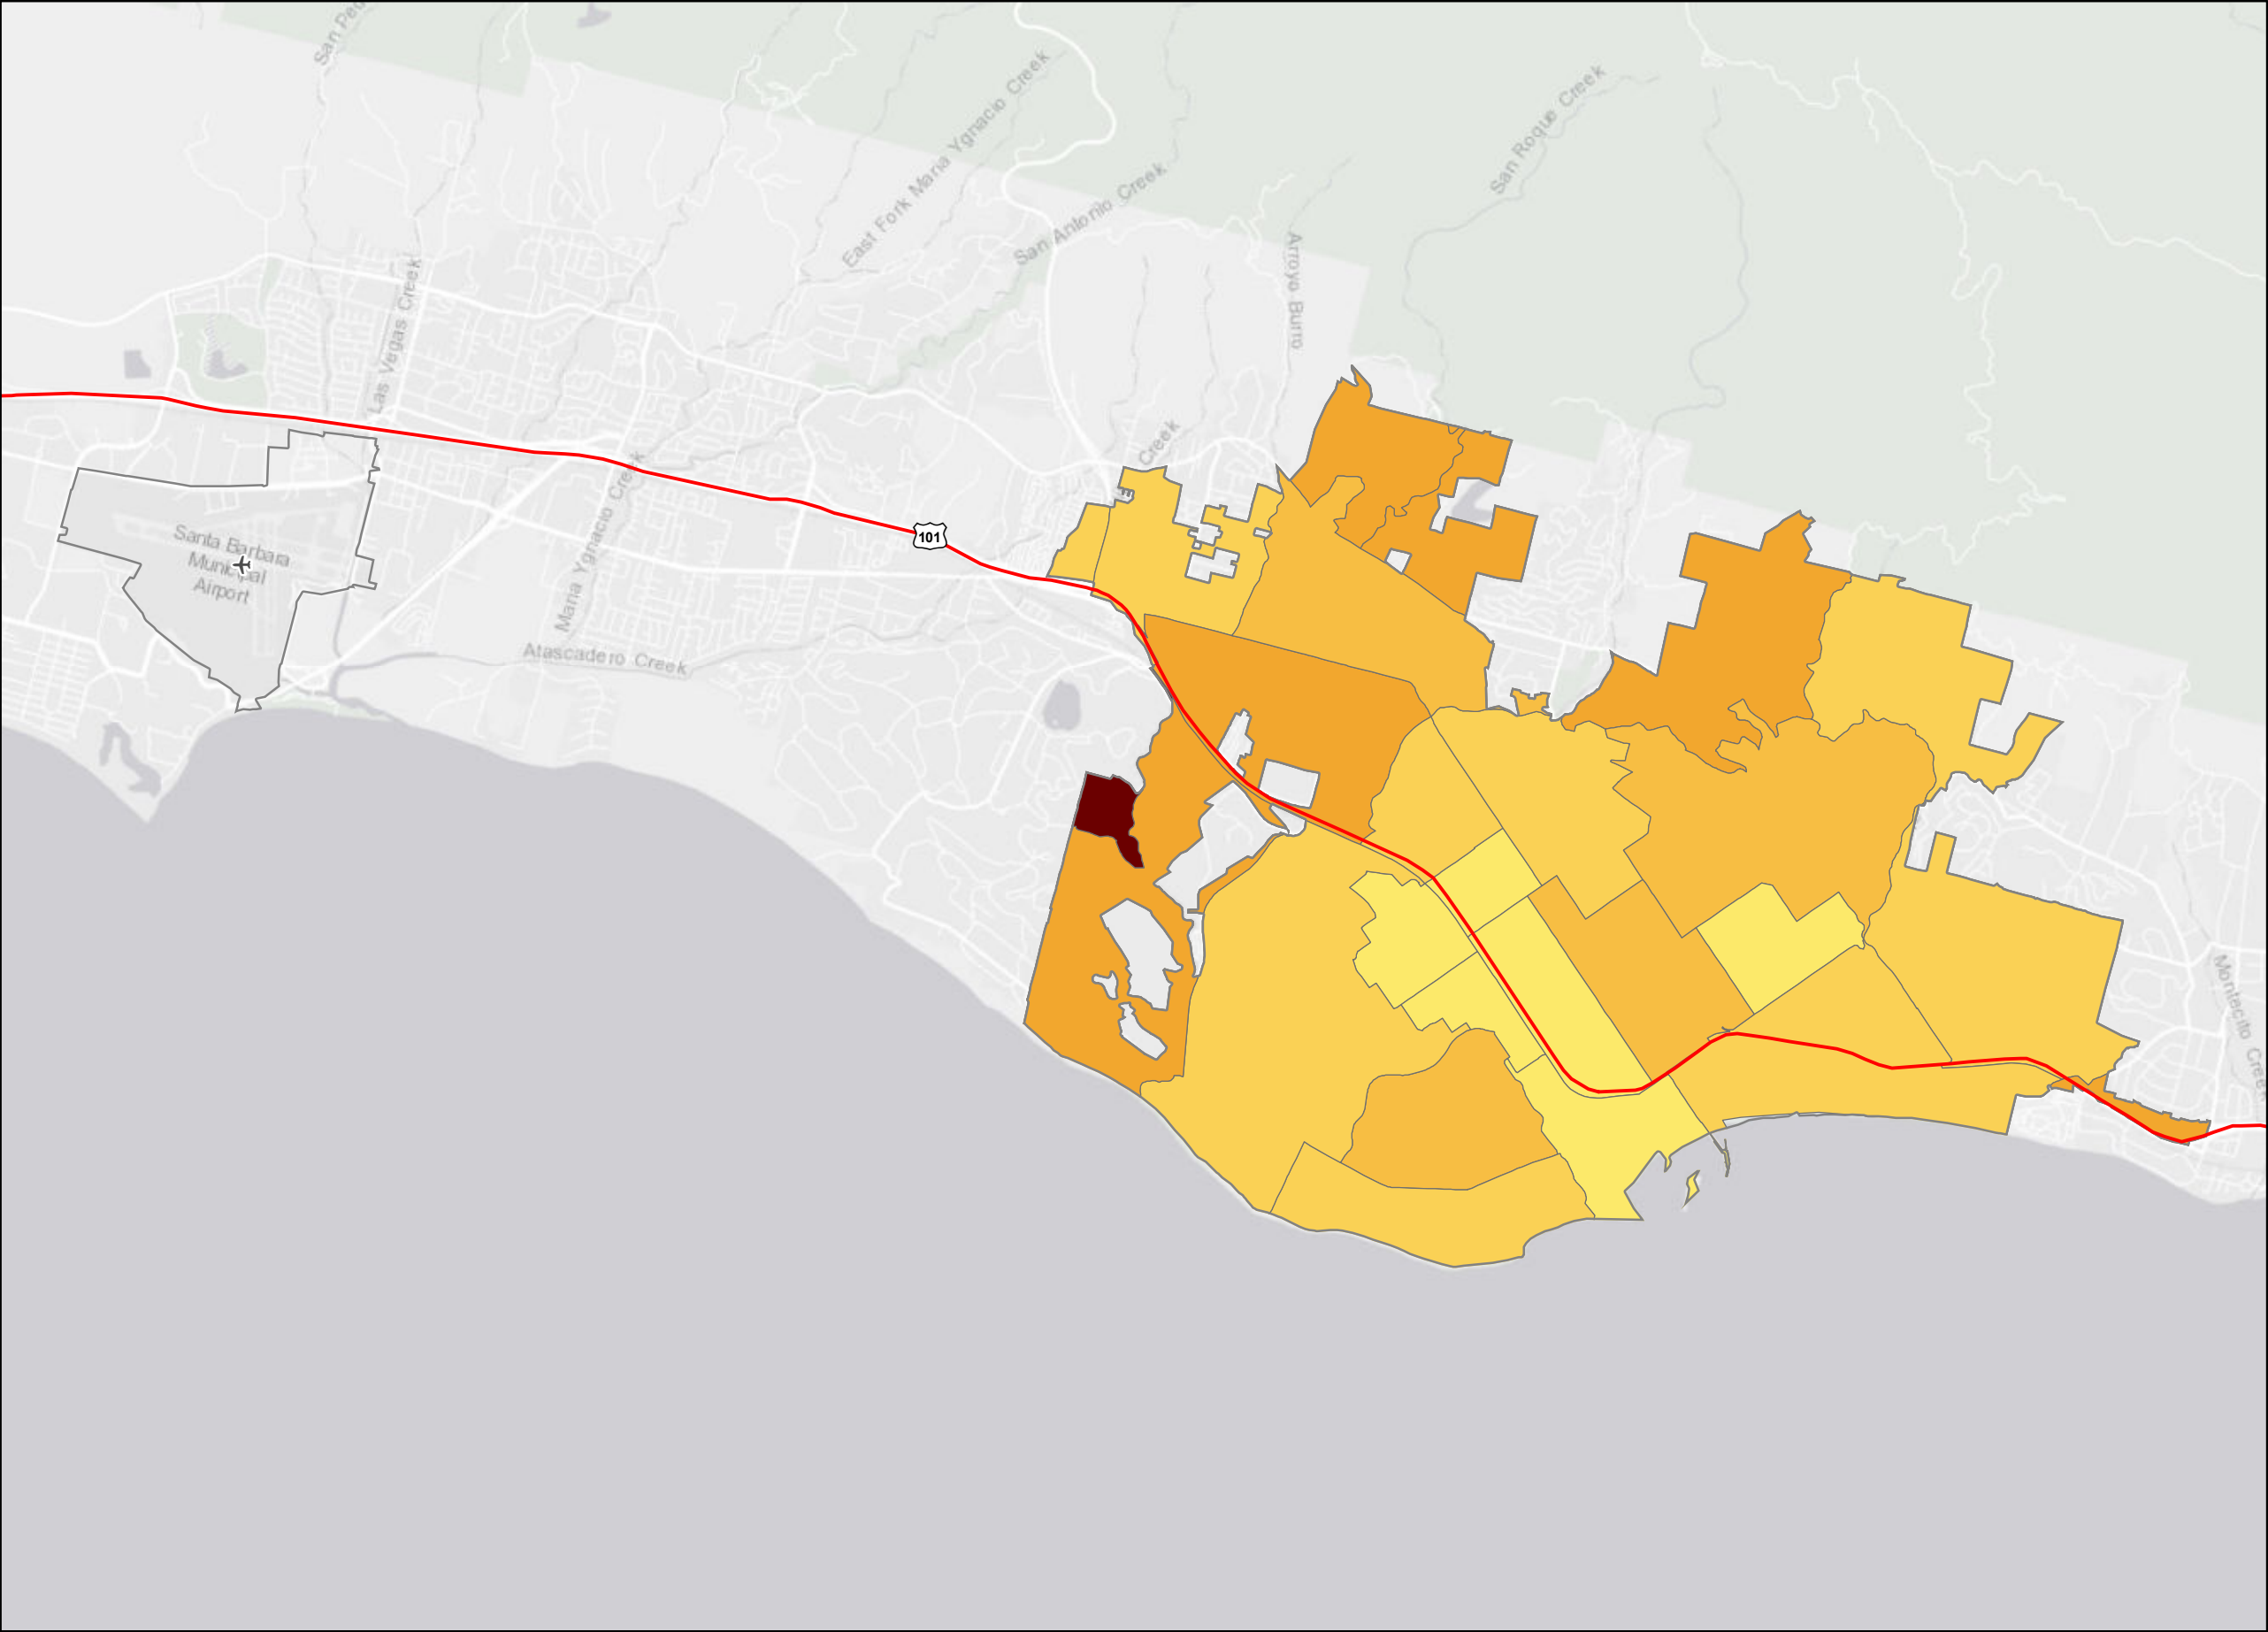 San Ped
East Fork Maria Ygnacio Creek
San Antonio Creek
San Roque Creek
Arroyo Burro
Las Vegas Creek
Creek
Maria Ygnacio Creek
101
Santa Barbara
Municipal
Airport
Atascadero Creek
Montecito Creek